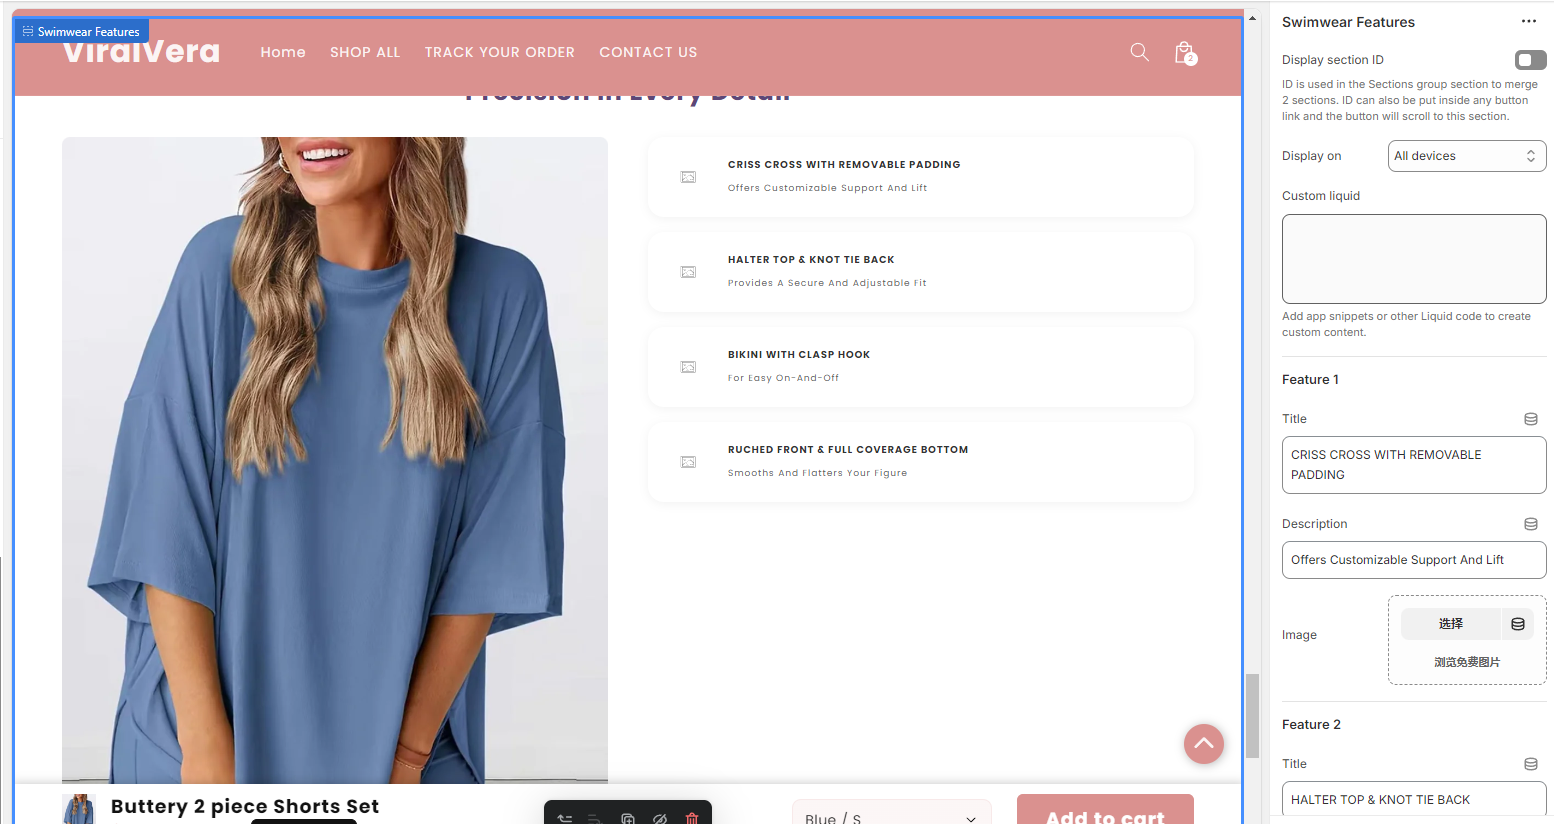 Swimwear Features
ViralVera
Home
SHOP ALL
TRACK YOUR ORDER
CONTACT US
2
Precision In Every Detail
CRISS CROSS WITH REMOVABLE PADDING
Offers Customizable Support And Lift
HALTER TOP & KNOT TIE BACK
Provides A Secure And Adjustable Fit
BIKINI WITH CLASP HOOK
For Easy On-And-Off
RUCHED FRONT & FULL COVERAGE BOTTOM
Smooths And Flatters Your Figure
Buttery 2 piece Shorts Set
Blue / S
Add to cart
Swimwear Features
Display section ID
ID is used in the Sections group section to merge
2 sections. ID can also be put inside any button
link and the button will scroll to this section.
Display on
All devices
Custom liquid
Add app snippets or other Liquid code to create
custom content.
Feature 1
Title
CRISS CROSS WITH REMOVABLE
PADDING
Description
Offers Customizable Support And Lift
Image
选择
浏览免费图片
Feature 2
Title
HALTER TOP & KNOT TIE BACK